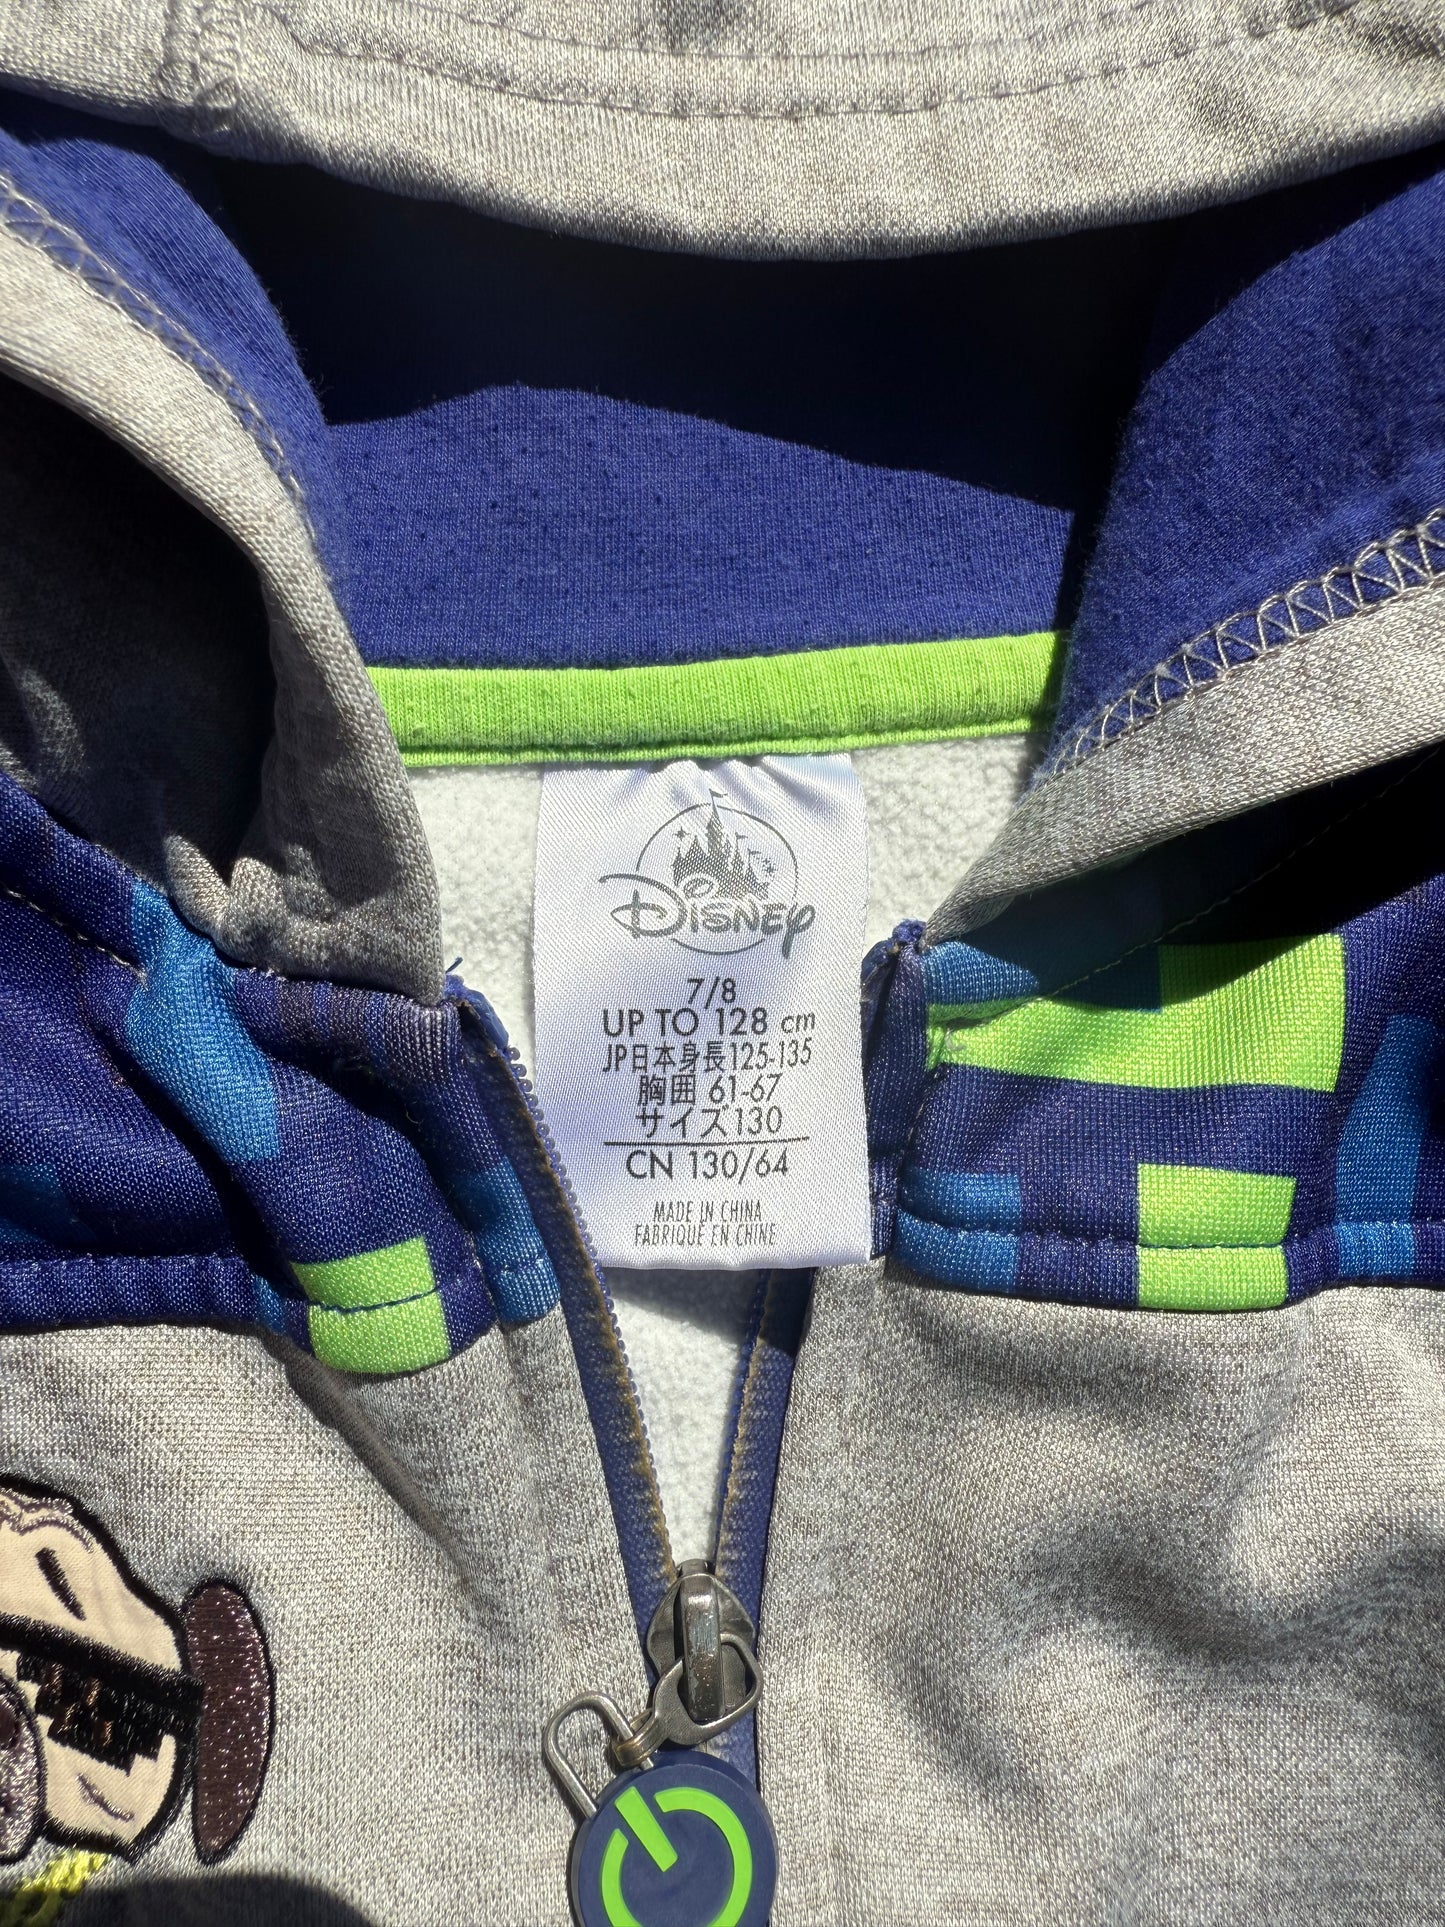 Disney
7/8
UP TO 128 cm
JP日本身長125-135
胸囲 61-67
サイズ130
CN 130/64
MADE IN CHINA
FABRIQUÉ EN CHINE